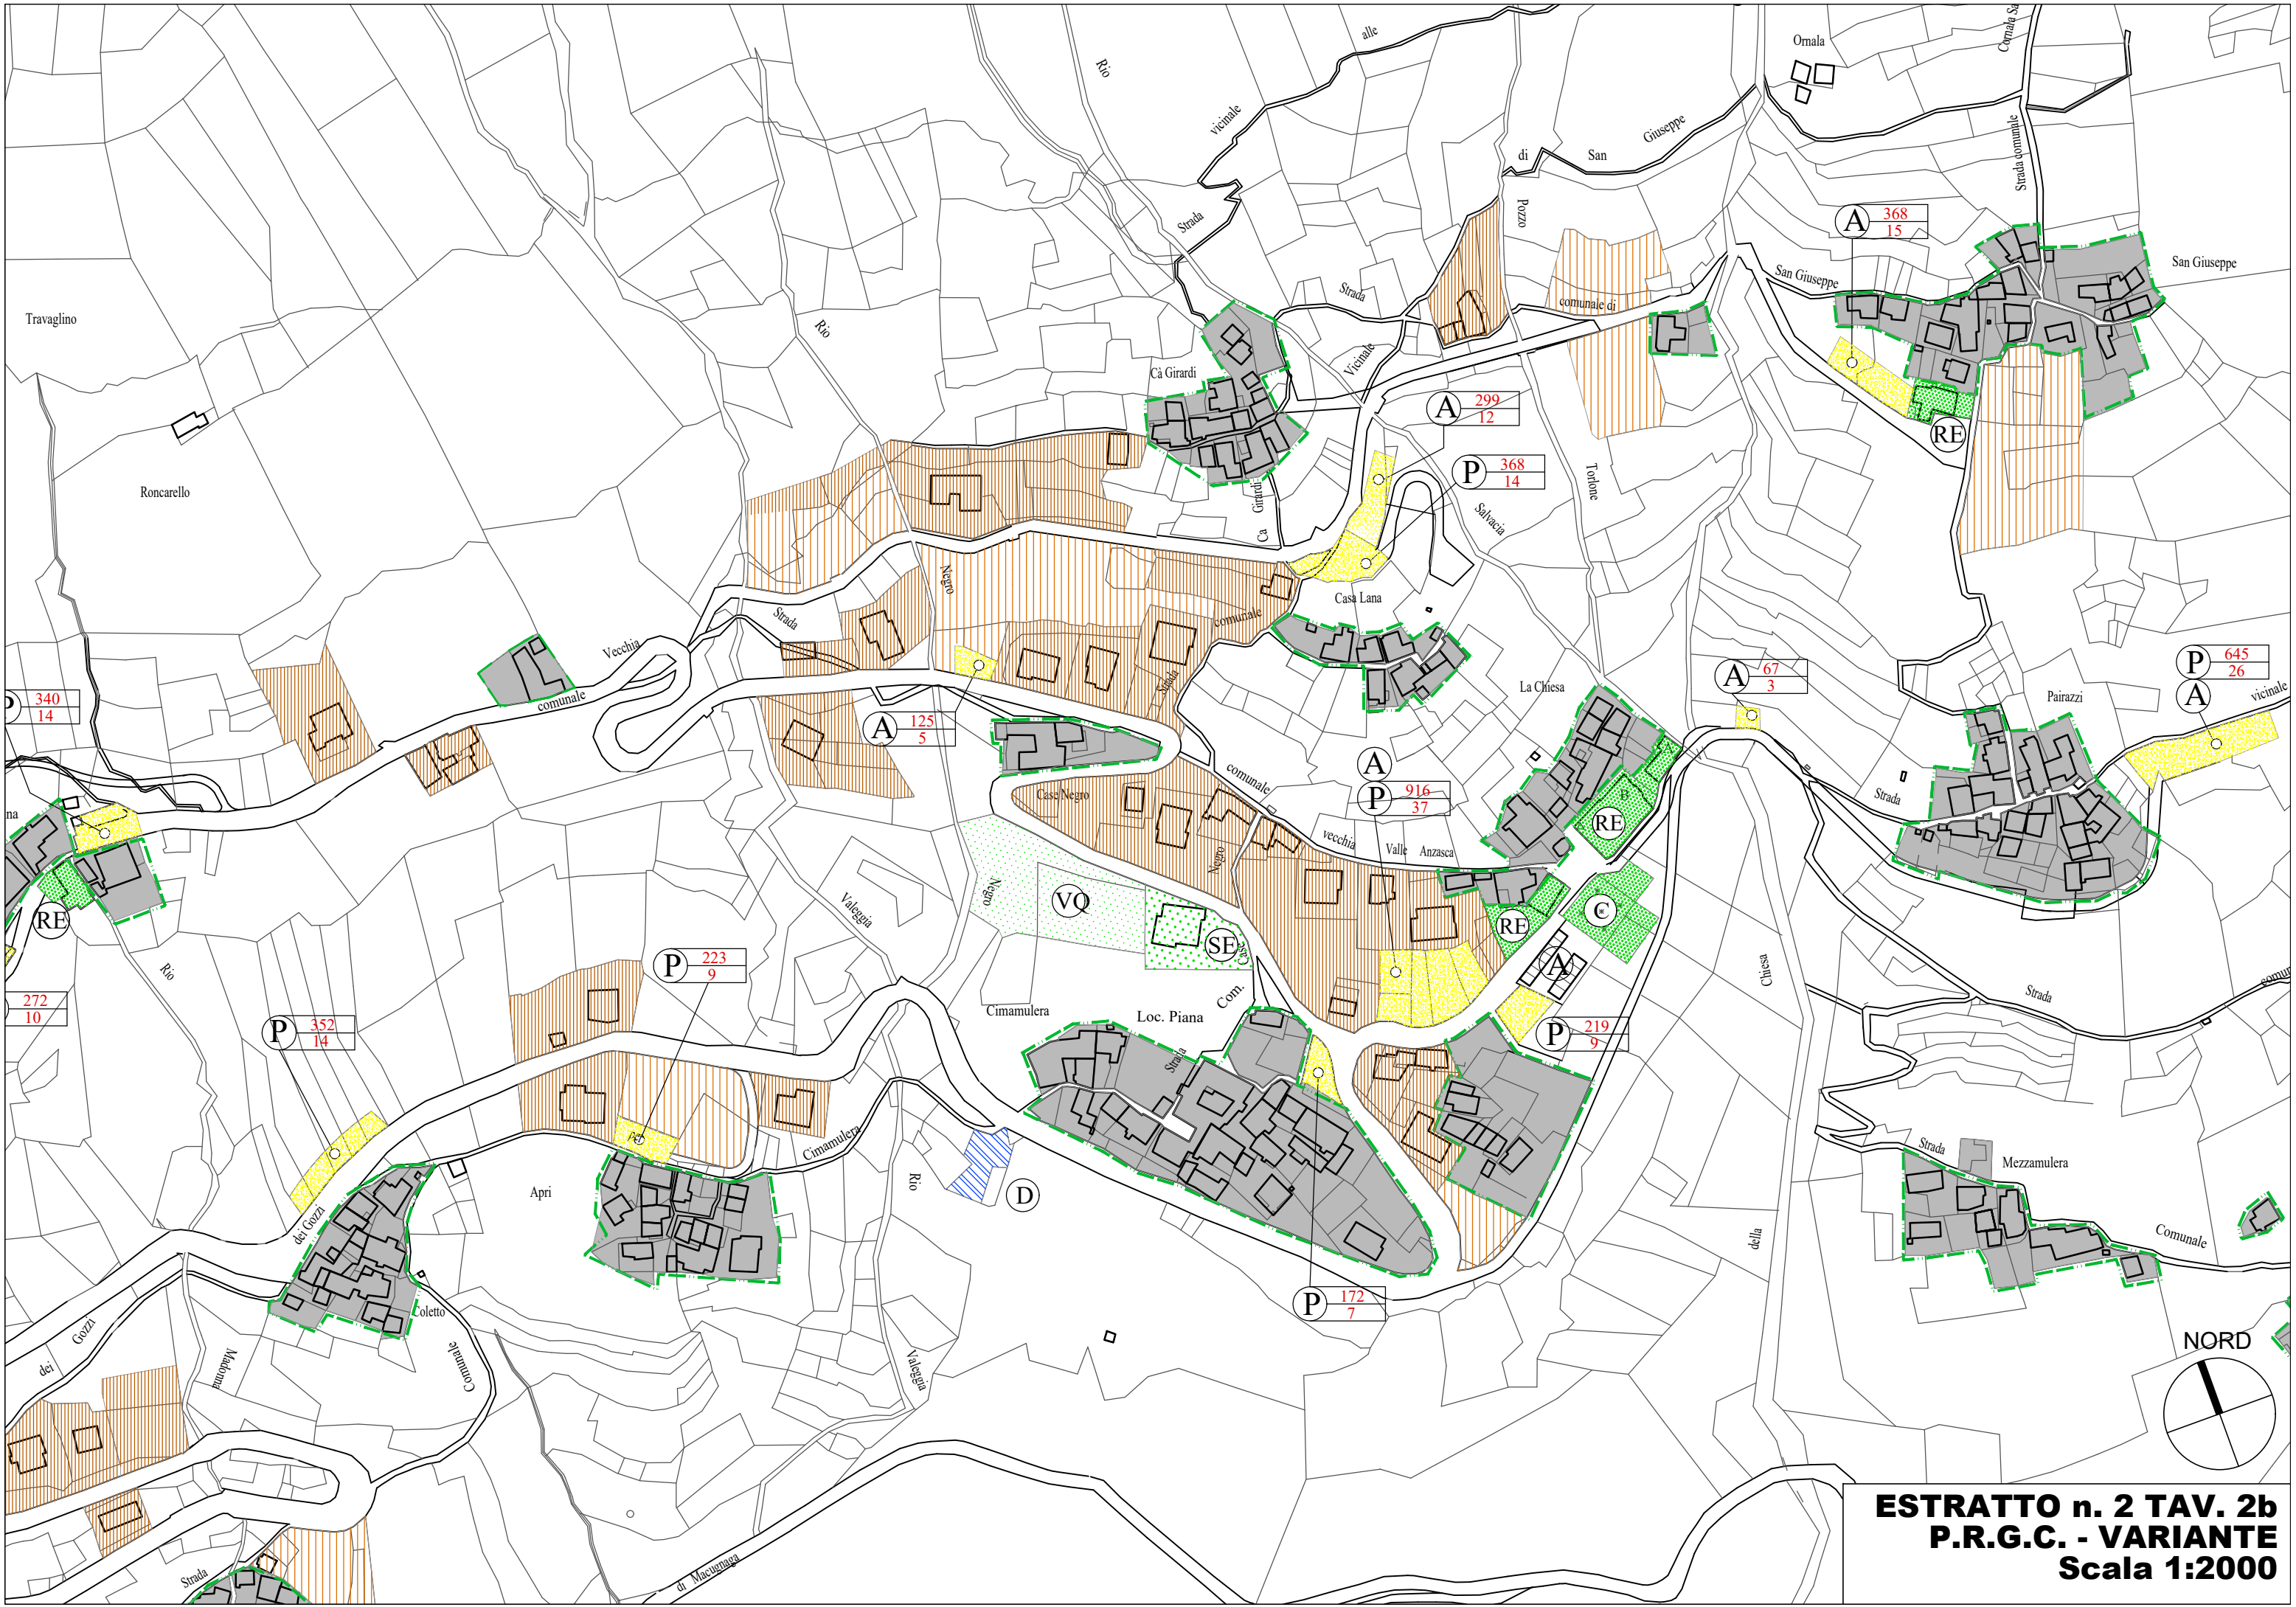 alle
Rio
vicinale
Strada
di
San
Giuseppe
Pozzo
Ornala
Strada comunale
A 368
15
San Giuseppe
San Giuseppe
RE
Travaglino
Roncarello
Rio
Cà Girardi
Strada
Vicinale
comunale di
A 299
12
P 368
14
Torlone
Salvacia
Ca Girardi
Negro
Strada
Vecchia
comunale
comunale
Strada
Casa Lana
La Chiesa
A 67
3
P 645
26
A
vicinale
Pairazzi
Strada
340
14
RE
A 125
5
Case Negro
comunale
vecchia
Valle
Anzasca
Negro
A
P 916
37
RE
RE
C
A
P 219
9
Negro
VQ
SE
Case
Valeggia
Rio
272
10
P 352
14
P 223
9
Cimamulera
Loc. Piana
Com.
Strada
Chiesa
della
Strada
Strada
Mezzamulera
Comunale
Cimamulera
Rio
D
Valeggia
Apri
dei Gozzi
Coletto
Comunale
Madonna
dei
Gozzi
Strada
P 172
7
di Macugnaga
NORD
ESTRATTO n. 2 TAV. 2b
P.R.G.C. - VARIANTE
Scala 1:2000